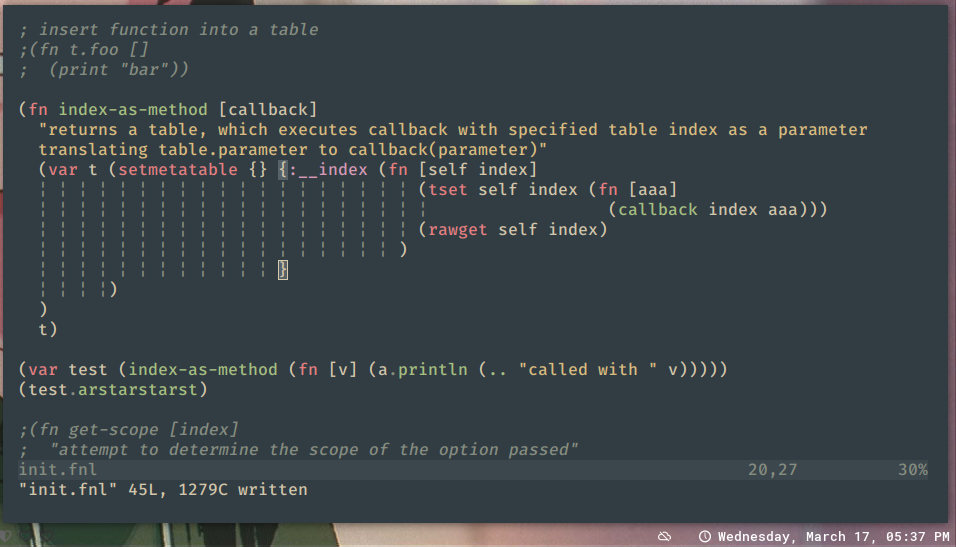 ; insert function into a table
;(fn t.foo []
;  (print "bar"))
(fn index-as-method [callback]
  "returns a table, which executes callback with specified table index as a parameter
  translating table.parameter to callback(parameter)"
  (var t (setmetatable {} {:__index (fn [self index]
                                        (tset self index (fn [aaa]
                                                           (callback index aaa)))
                                        (rawget self index)
                                      )
                          }
         )
  )
  t)
(var test (index-as-method (fn [v] (a.println (.. "called with " v)))))
(test.arstarstarst)
;(fn get-scope [index]
;  "attempt to determine the scope of the option passed"
init.fnl 20,27 30%
"init.fnl" 45L, 1279C written
Wednesday, March 17, 05:37 PM